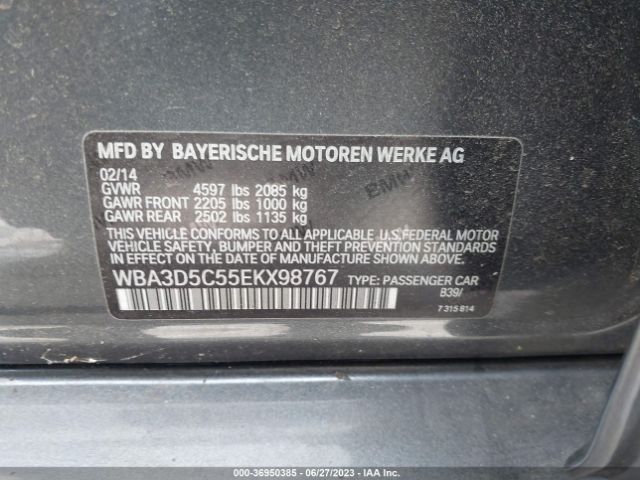 MFD BY BAYERISCHE MOTOREN WERKE AG
02/14
GVWR 4597 lbs 2085 kg
GAWR FRONT 2205 lbs 1000 kg
GAWR REAR 2502 lbs 1135 kg
THIS VEHICLE CONFORMS TO ALL APPLICABLE U.S.FEDERAL MOTOR
VEHICLE SAFETY, BUMPER AND THEFT PREVENTION STANDARDS
IN EFFECT ON THE DATE OF MANUFACTURE SHOWN ABOVE.
WBA3D5C55EKX98767 TYPE: PASSENGER CAR
B39/
7315814
000-36950385 - 06/27/2023 - IAA Inc.